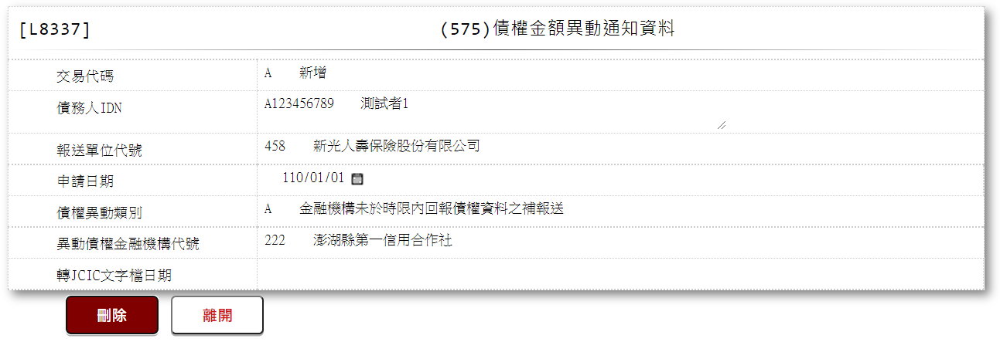 [L8337] (575)債權金額異動通知資料
交易代碼 A 新增
債務人IDN A123456789 測試者1
報送單位代號 458 新光人壽保險股份有限公司
申請日期 110/01/01
債權異動類別 A 金融機構未於時限內回報債權資料之補報送
異動債權金融機構代號 222 澎湖縣第一信用合作社
轉JCIC文字檔日期
刪除 離開